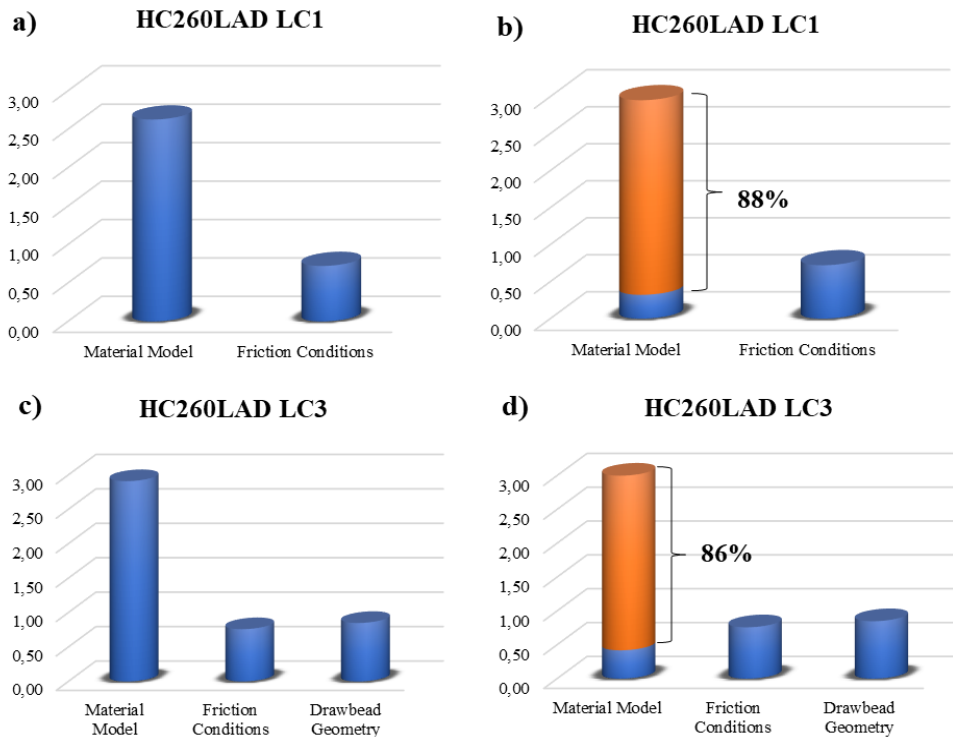 a)
HC260LAD LC1
3,00
2,50
2,00
1,50
1,00
0,50
0,00
Material Model
Friction Conditions
b)
HC260LAD LC1
3,00
2,50
2,00
1,50
1,00
0,50
0,00
88%
Material Model
Friction Conditions
c)
HC260LAD LC3
3,00
2,50
2,00
1,50
1,00
0,50
0,00
Material
Model
Friction
Conditions
Drawbead
Geometry
d)
HC260LAD LC3
3,00
2,50
2,00
1,50
1,00
0,50
0,00
86%
Material Model
Friction
Conditions
Drawbead
Geometry